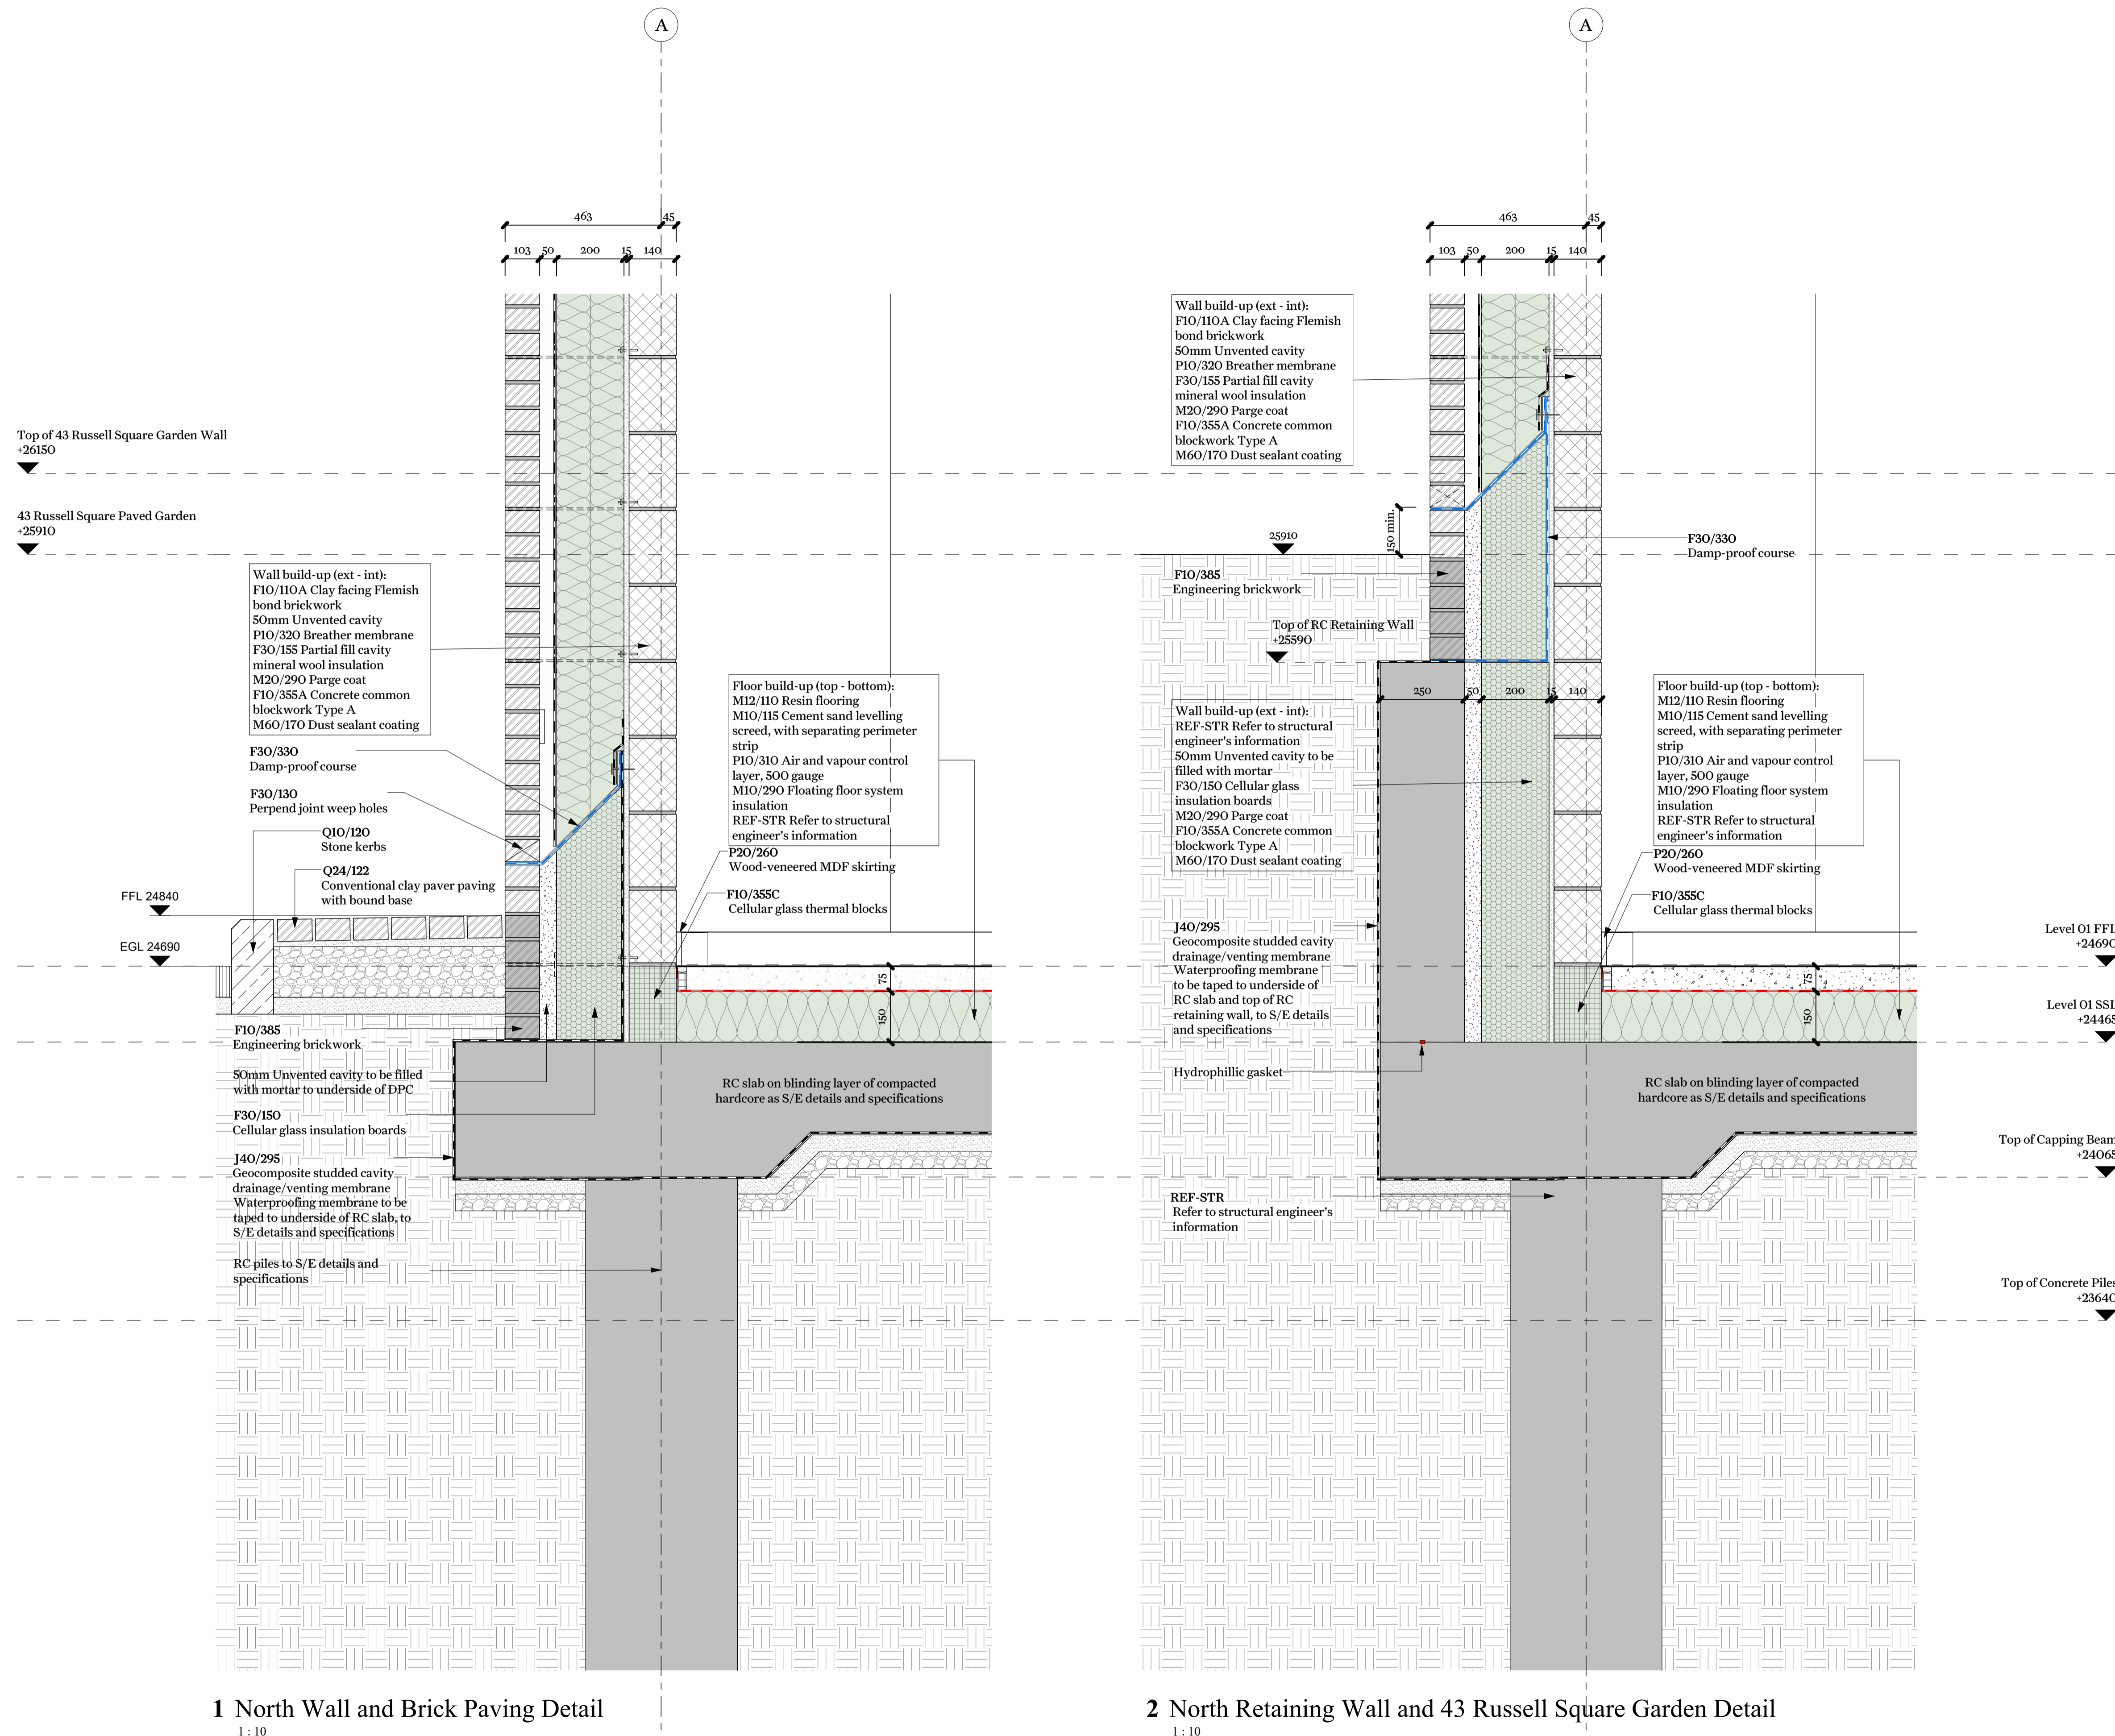 A
A
463
45
103
50
200
15
140
463
45
103
50
200
15
140
Top of 43 Russell Square Garden Wall
+26150
43 Russell Square Paved Garden
+25910
Wall build-up (ext - int):
F10/110A Clay facing Flemish
bond brickwork
50mm Unvented cavity
P10/320 Breather membrane
F30/155 Partial fill cavity
mineral wool insulation
M20/290 Parge coat
F10/355A Concrete common
blockwork Type A
M60/170 Dust sealant coating
F30/330
Damp-proof course
F30/130
Perpend joint weep holes
Q10/120
Stone kerbs
Q24/122
Conventional clay paver paving
with bound base
FFL 24840
EGL 24690
Floor build-up (top - bottom):
M12/110 Resin flooring
M10/115 Cement sand levelling
screed, with separating perimeter
strip
P10/310 Air and vapour control
layer, 500 gauge
M10/290 Floating floor system
insulation
REF-STR Refer to structural
engineer's information
P20/260
Wood-veneered MDF skirting
F10/355C
Cellular glass thermal blocks
75
150
F10/385
Engineering brickwork
50mm Unvented cavity to be filled
with mortar to underside of DPC
F30/150
Cellular glass insulation boards
J40/295
Geocomposite studded cavity
drainage/venting membrane
Waterproofing membrane to be
taped to underside of RC slab, to
S/E details and specifications
RC piles to S/E details and
specifications
RC slab on blinding layer of compacted
hardcore as S/E details and specifications
1 North Wall and Brick Paving Detail
1 : 10
Wall build-up (ext - int):
F10/110A Clay facing Flemish
bond brickwork
50mm Unvented cavity
P10/320 Breather membrane
F30/155 Partial fill cavity
mineral wool insulation
M20/290 Parge coat
F10/355A Concrete common
blockwork Type A
M60/170 Dust sealant coating
150 min.
25910
F10/385
Engineering brickwork
F30/330
Damp-proof course
Top of RC Retaining Wall
+25590
250
50
200
15
140
Wall build-up (ext - int):
REF-STR Refer to structural
engineer's information
50mm Unvented cavity to be
filled with mortar
F30/150 Cellular glass
insulation boards
M20/290 Parge coat
F10/355A Concrete common
blockwork Type A
M60/170 Dust sealant coating
Floor build-up (top - bottom):
M12/110 Resin flooring
M10/115 Cement sand levelling
screed, with separating perimeter
strip
P10/310 Air and vapour control
layer, 500 gauge
M10/290 Floating floor system
insulation
REF-STR Refer to structural
engineer's information
P20/260
Wood-veneered MDF skirting
F10/355C
Cellular glass thermal blocks
J40/295
Geocomposite studded cavity
drainage/venting membrane
Waterproofing membrane
to be taped to underside of
RC slab and top of RC
retaining wall, to S/E details
and specifications
75
150
Hydrophillic gasket
RC slab on blinding layer of compacted
hardcore as S/E details and specifications
REF-STR
Refer to structural engineer's
information
Level 01 FFL
+24690
Level 01 SSL
+24465
Top of Capping Beam
+24065
Top of Concrete Piles
+23640
2 North Retaining Wall and 43 Russell Square Garden Detail
1 : 10